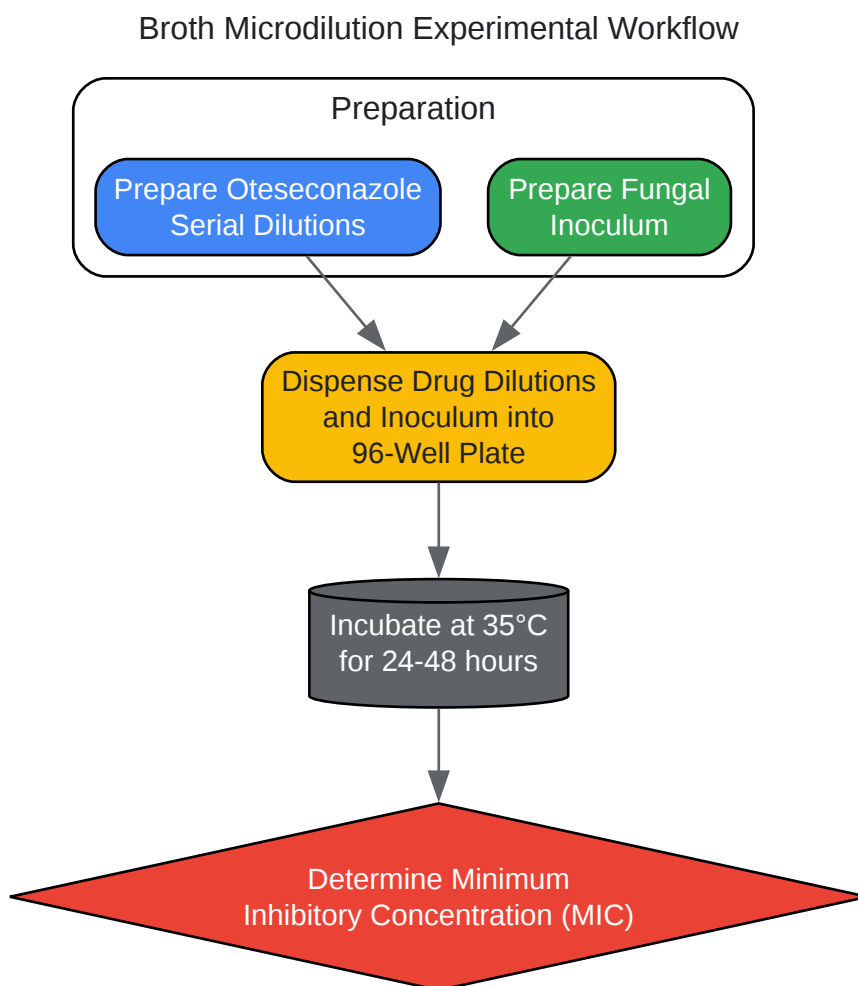 Broth Microdilution Experimental Workflow
Preparation
Prepare Oteseconazole
Serial Dilutions
Prepare Fungal
Inoculum
Dispense Drug Dilutions
and Inoculum into
96-Well Plate
Incubate at 35°C
for 24-48 hours
Determine Minimum
Inhibitory Concentration (MIC)